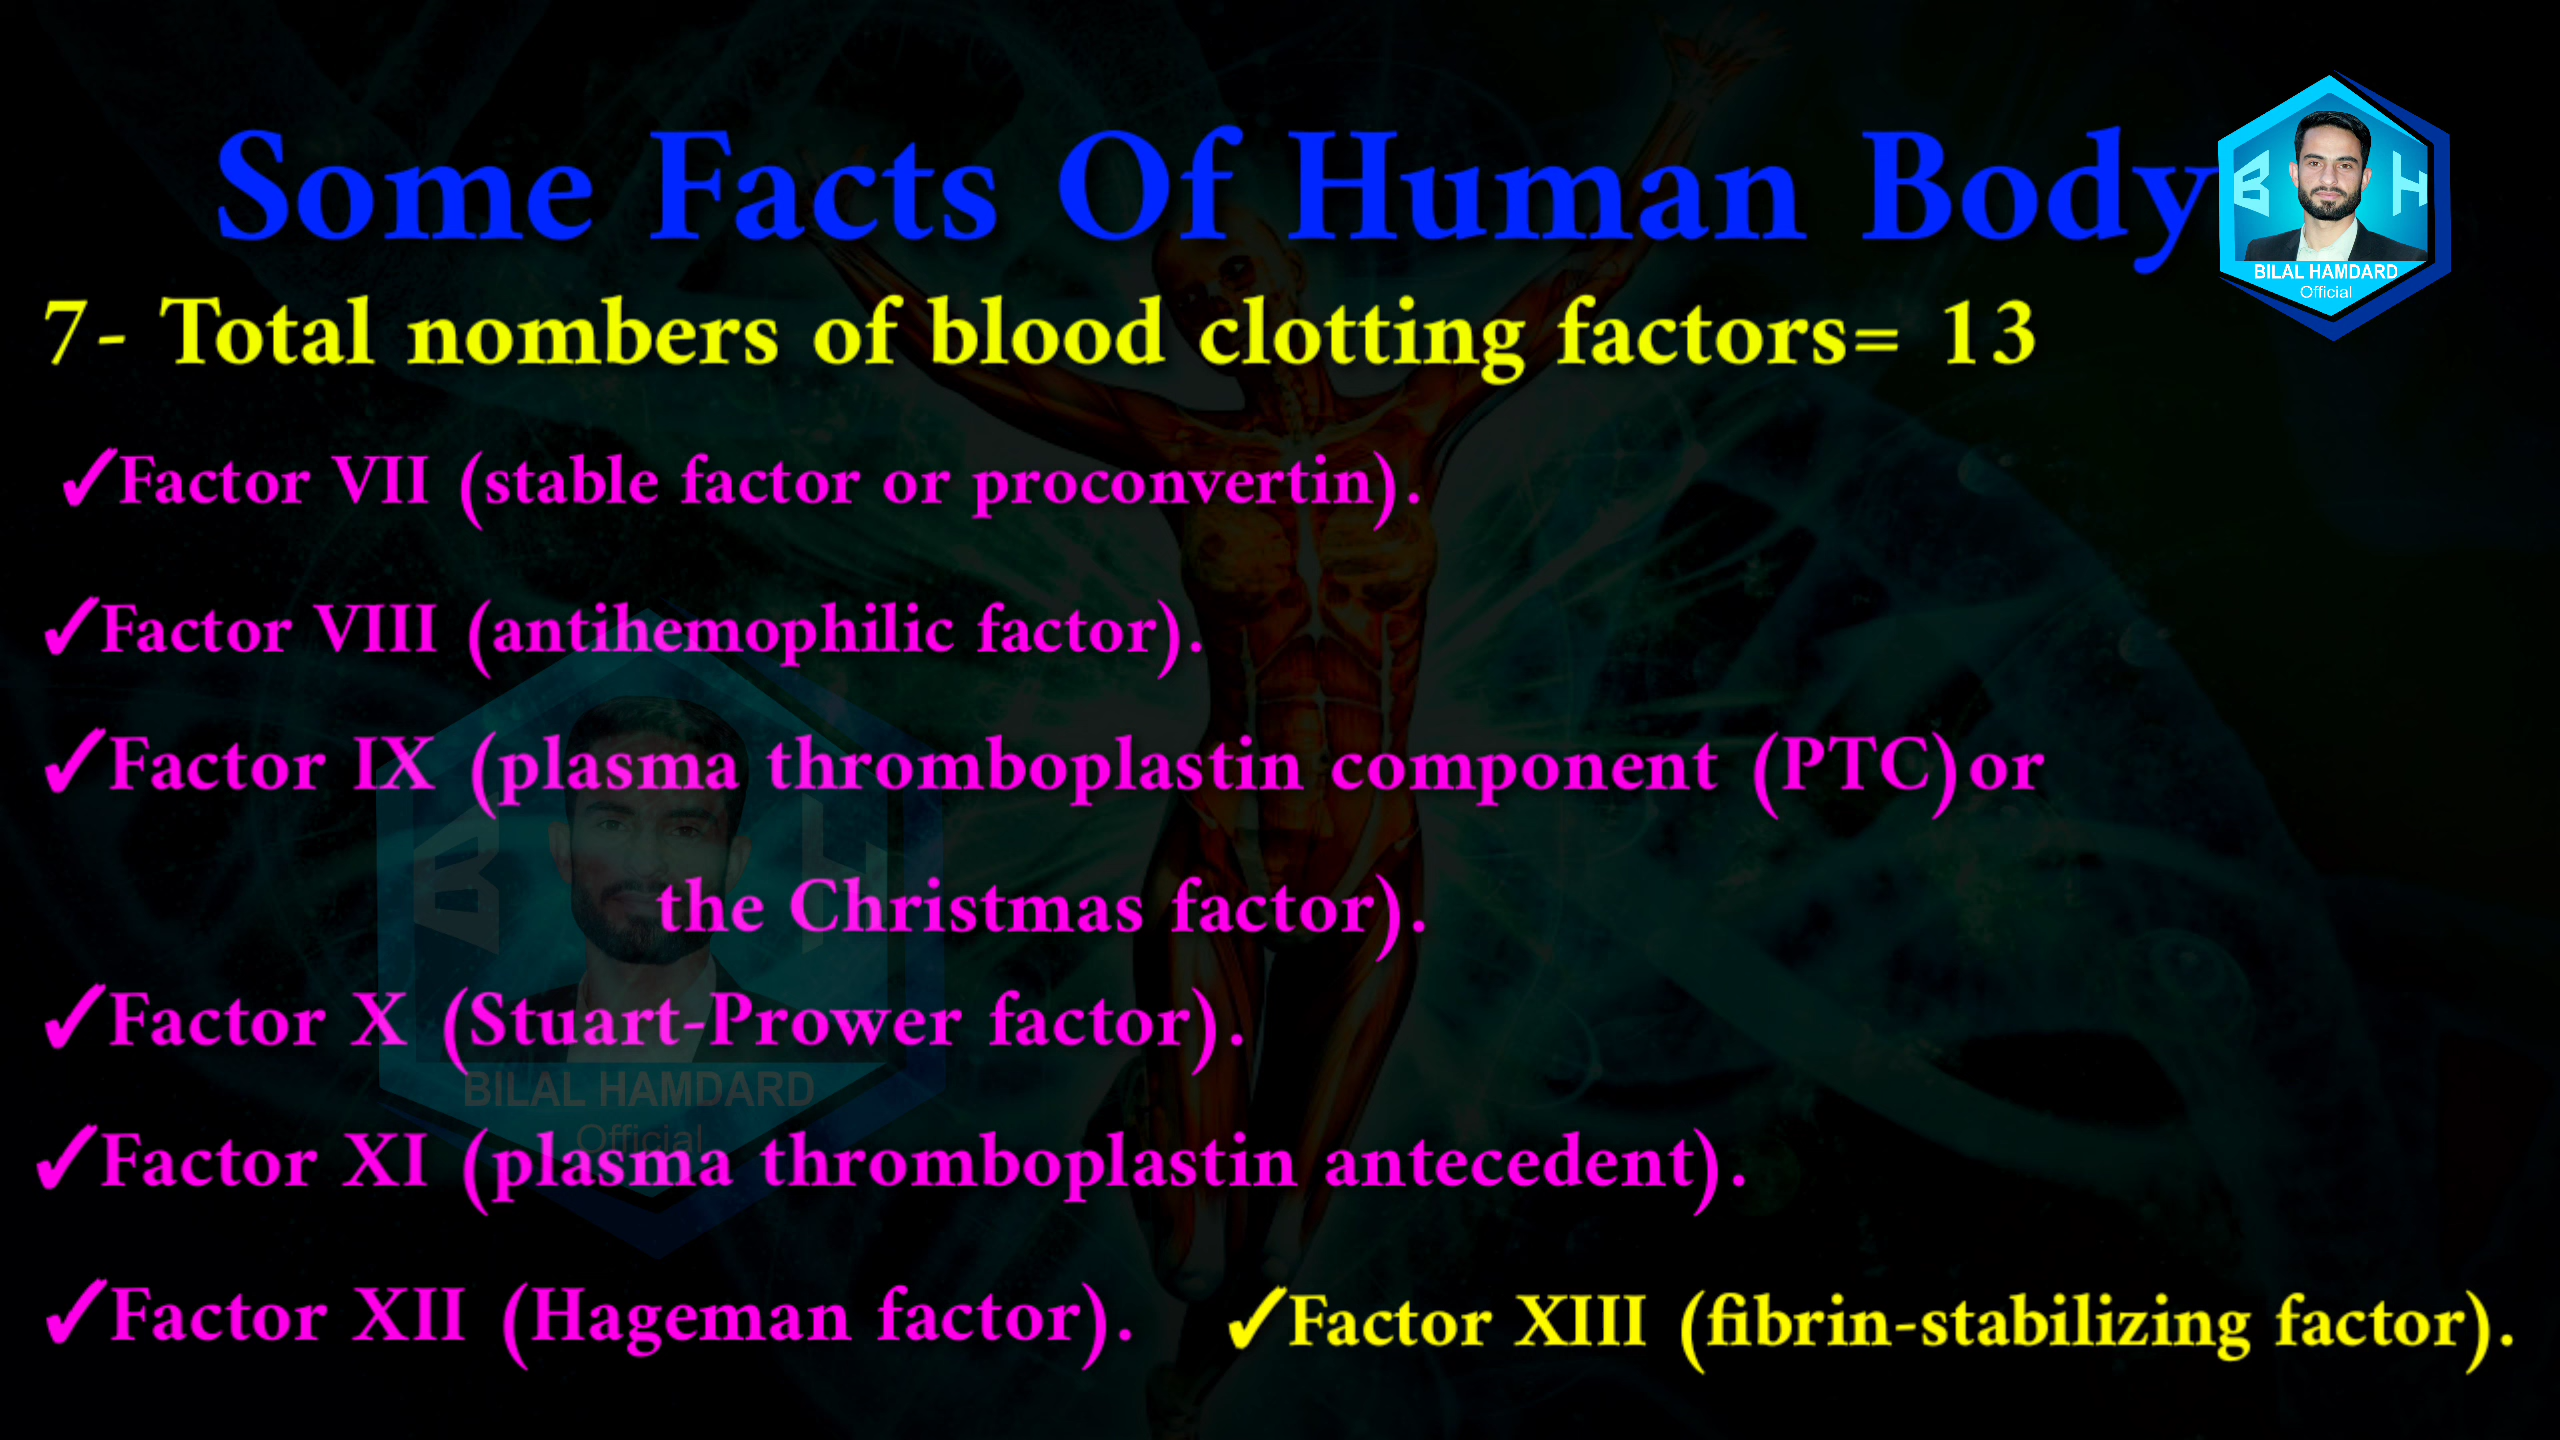 Some Facts Of Human Body
B H
BILAL HAMDARD
Official
7- Total nombers of blood clotting factors= 13
✓Factor VII (stable factor or proconvertin).
✓Factor VIII (antihemophilic factor).
✓Factor IX (plasma thromboplastin component (PTC)or
the Christmas factor).
B H
✓Factor X (Stuart-Prower factor).
BILAL HAMDARD
Official
✓Factor XI (plasma thromboplastin antecedent).
✓Factor XII (Hageman factor). ✓Factor XIII (fibrin-stabilizing factor).